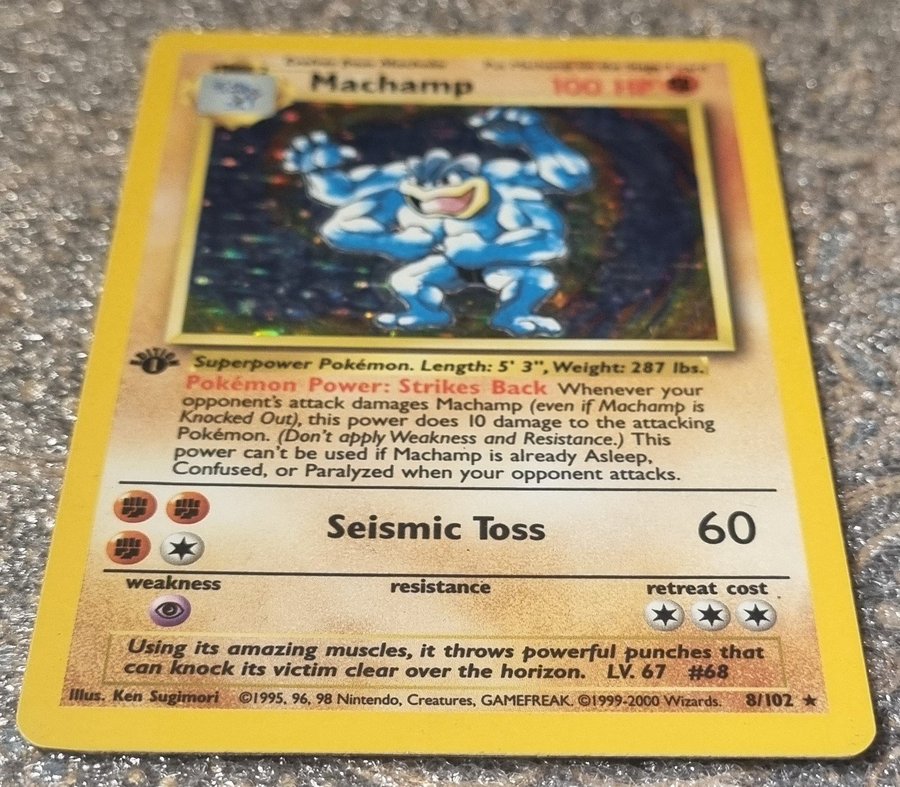 Machamp 100 HP
EDITION
1
Superpower Pokémon. Length: 5' 3", Weight: 287 lbs.
Pokémon Power: Strikes Back Whenever your
opponent's attack damages Machamp (even if Machamp is
Knocked Out), this power does 10 damage to the attacking
Pokémon. (Don't apply Weakness and Resistance.) This
power can't be used if Machamp is already Asleep,
Confused, or Paralyzed when your opponent attacks.
Seismic Toss 60
weakness resistance retreat cost
Using its amazing muscles, it throws powerful punches that
can knock its victim clear over the horizon. LV. 67 #68
Illus. Ken Sugimori ©1995, 96, 98 Nintendo, Creatures, GAMEFREAK. ©1999-2000 Wizards. 8/102 ★